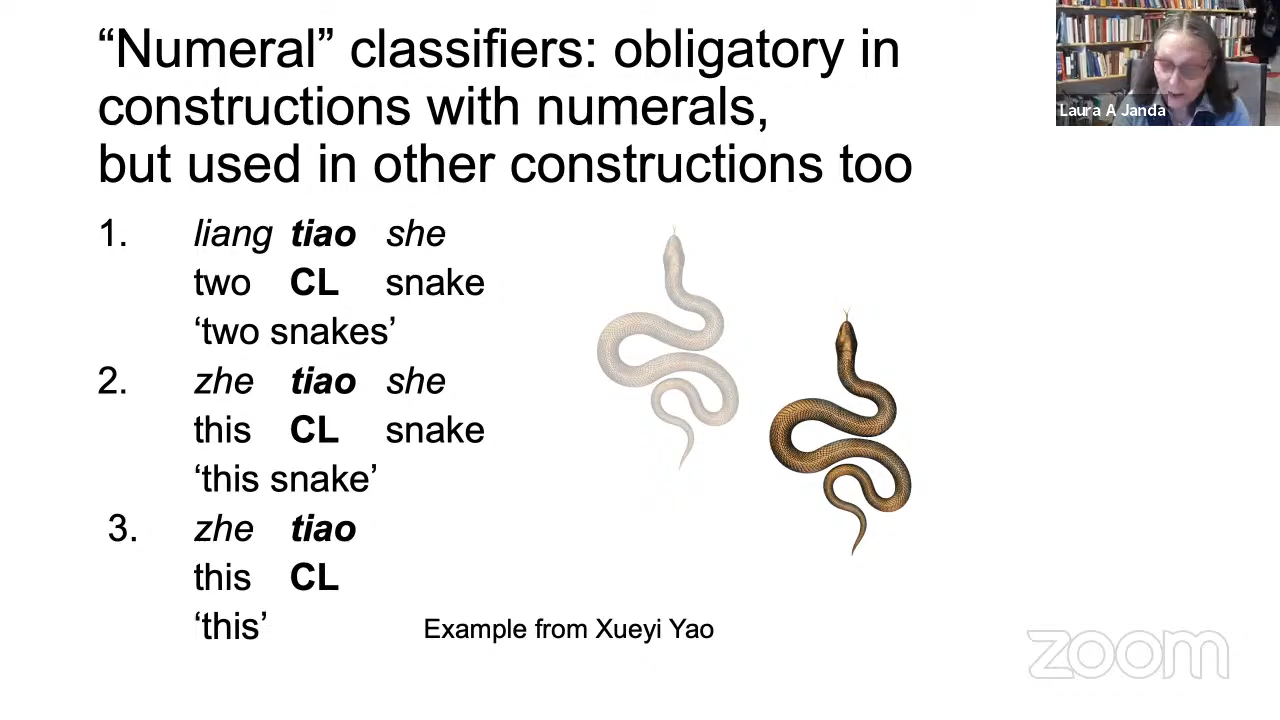 “Numeral” classifiers: obligatory in
constructions with numerals,
but used in other constructions too
Laura A Janda
1. liang tiao she
two CL snake
‘two snakes’
2. zhe tiao she
this CL snake
‘this snake’
3. zhe tiao
this CL
‘this’
Example from Xueyi Yao
zoom